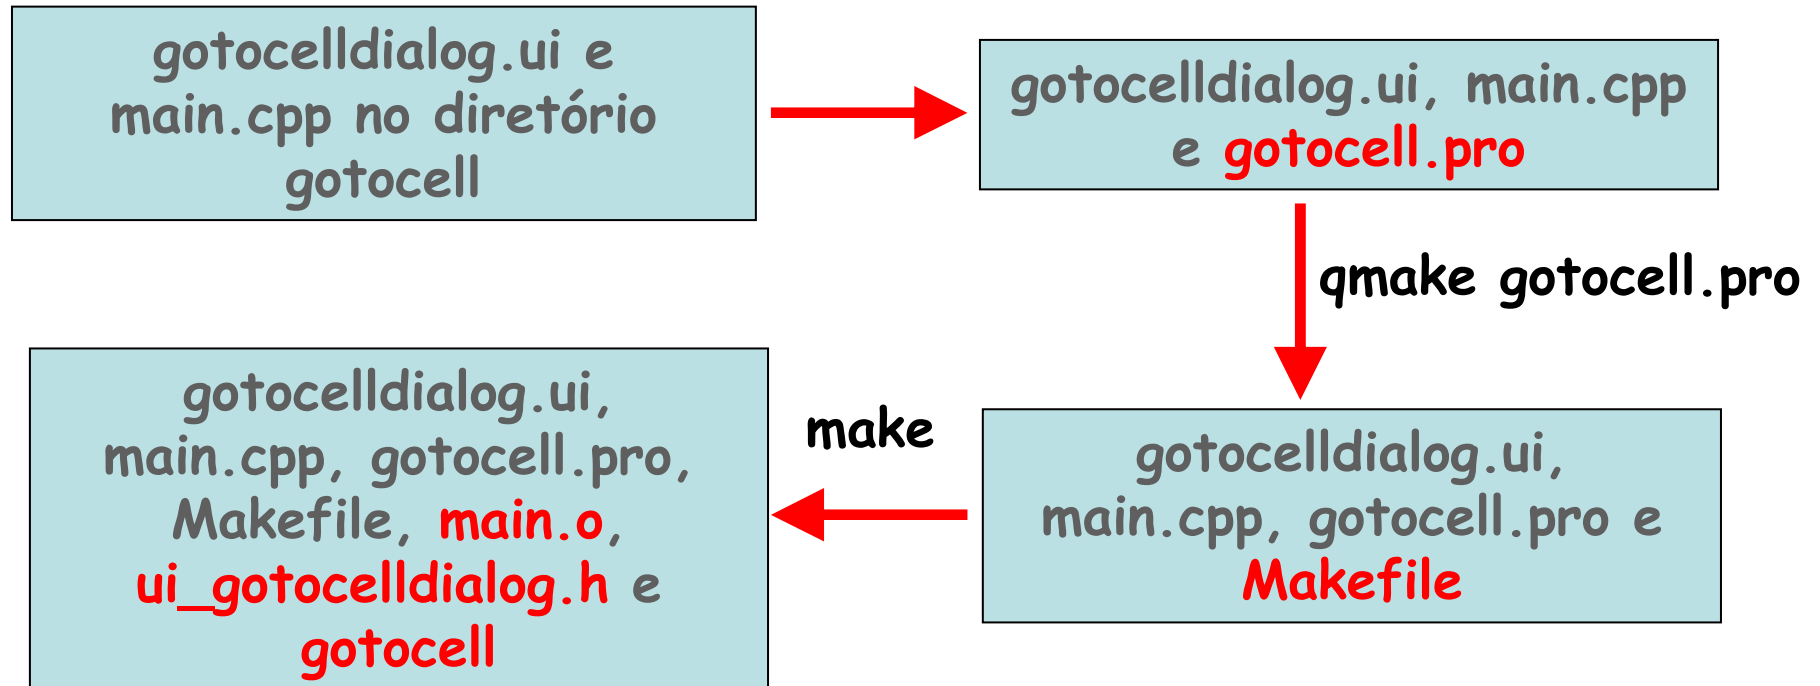 gotocelldialog.ui e
main.cpp no diretório
gotocell
gotocelldialog.ui, main.cpp
e gotocell.pro
qmake gotocell.pro
gotocelldialog.ui,
main.cpp, gotocell.pro e
Makefile
make
gotocelldialog.ui,
main.cpp, gotocell.pro,
Makefile, main.o,
ui_gotocelldialog.h e
gotocell